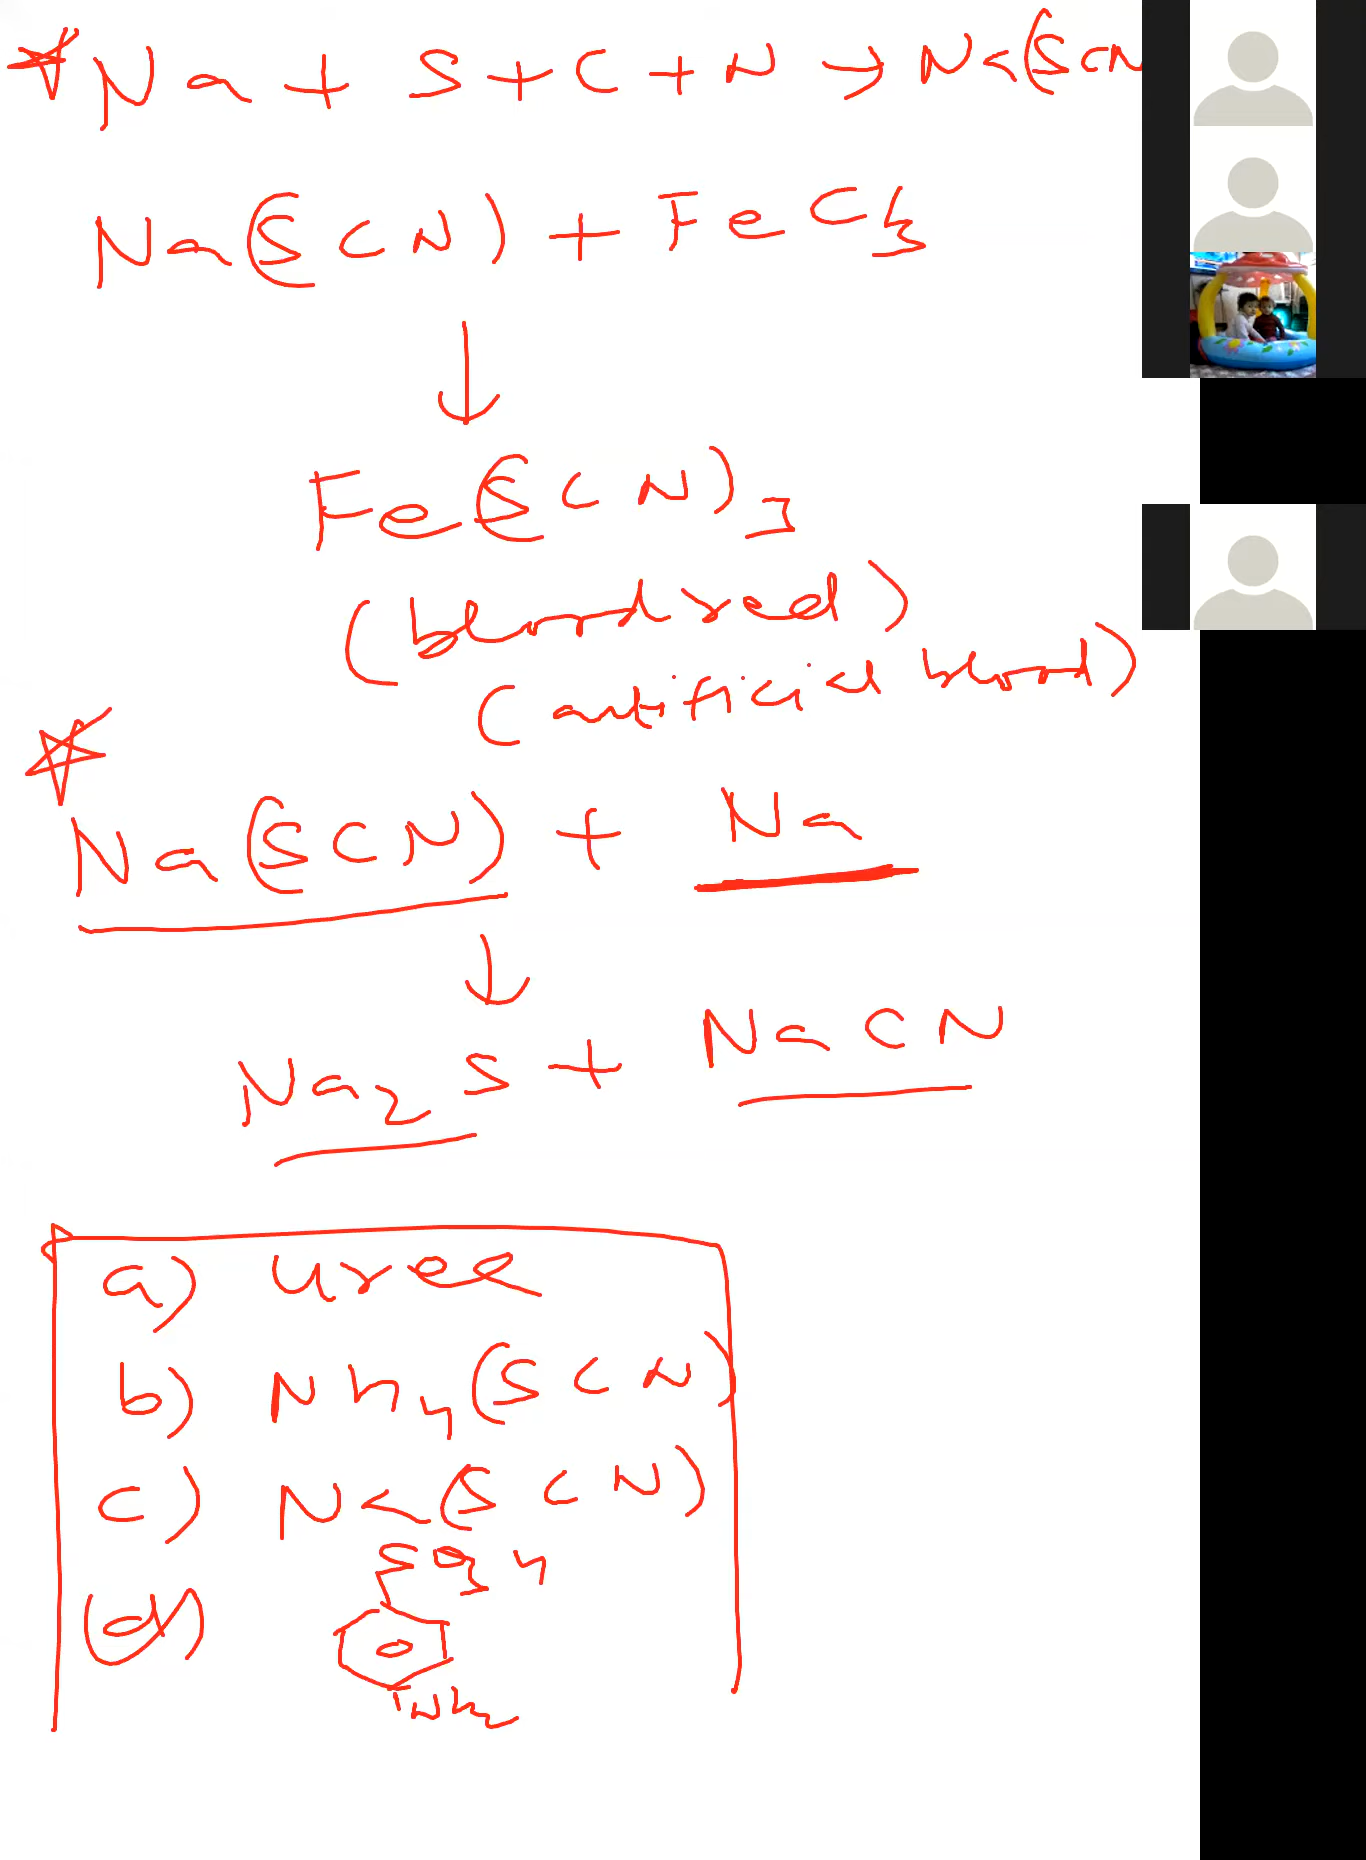 Na + S + C + N → Na(SCN
Na(SCN) + FeCl3
↓
Fe(SCN)3
(blood red)
(artificial blood)
Na(SCN) + Na
↓
Na2S + NaCN
a) Urea
b) NH4(SCN)
c) Na(SCN)
SO3H
(d)
NH2